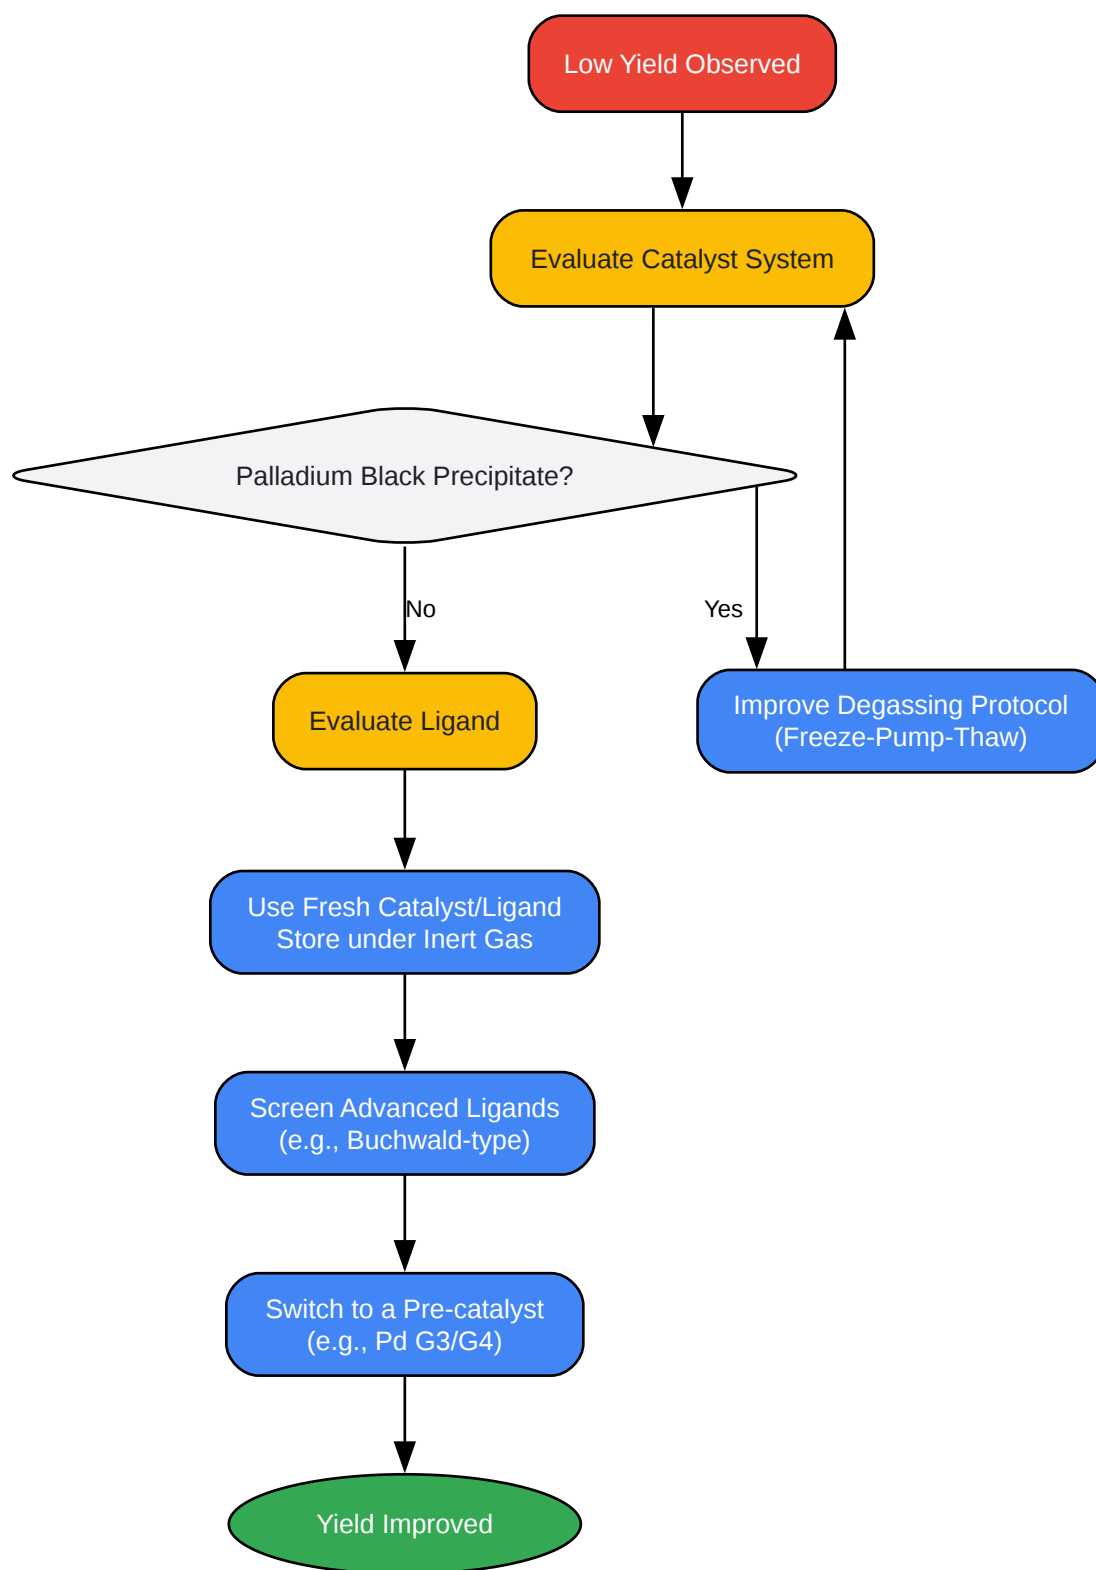 Low Yield Observed
Evaluate Catalyst System
Palladium Black Precipitate?
No
Yes
Evaluate Ligand
Improve Degassing Protocol
(Freeze-Pump-Thaw)
Use Fresh Catalyst/Ligand
Store under Inert Gas
Screen Advanced Ligands
(e.g., Buchwald-type)
Switch to a Pre-catalyst
(e.g., Pd G3/G4)
Yield Improved